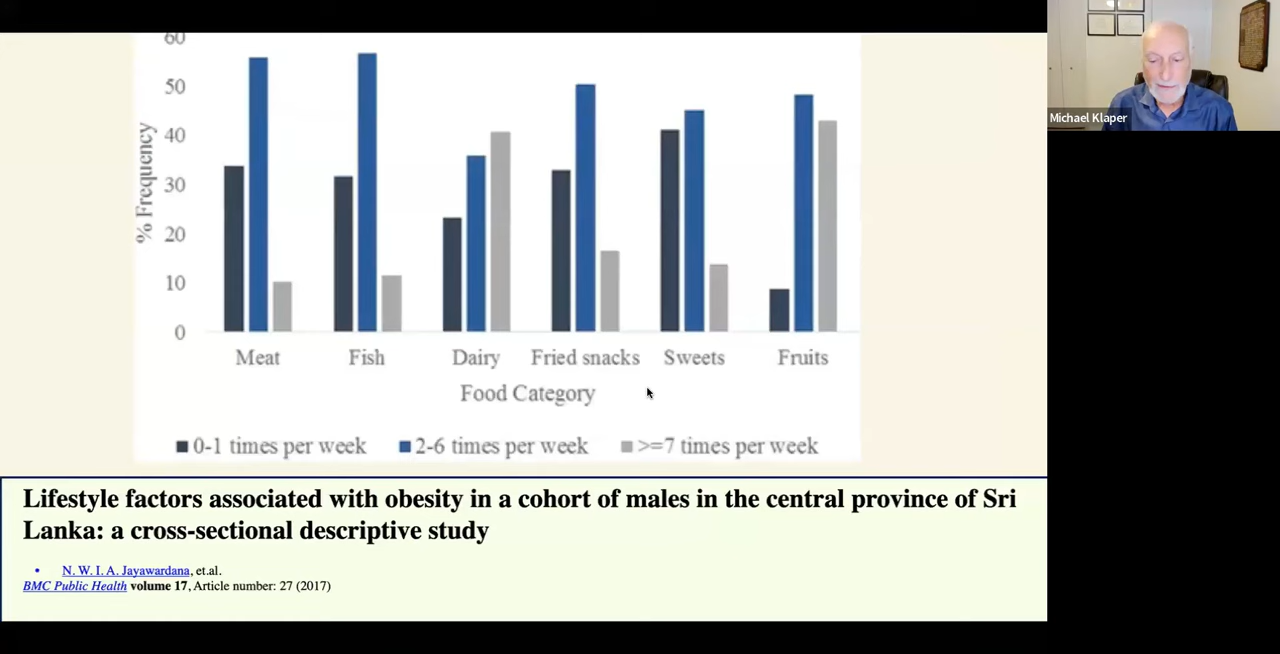 60
50
40
30
20
10
0
% Frequency
Meat Fish Dairy Fried snacks Sweets Fruits
Food Category
0-1 times per week 2-6 times per week >=7 times per week
Lifestyle factors associated with obesity in a cohort of males in the central province of Sri
Lanka: a cross-sectional descriptive study
• N. W. I. A. Jayawardana, et.al.
BMC Public Health volume 17, Article number: 27 (2017)
Michael Klaper